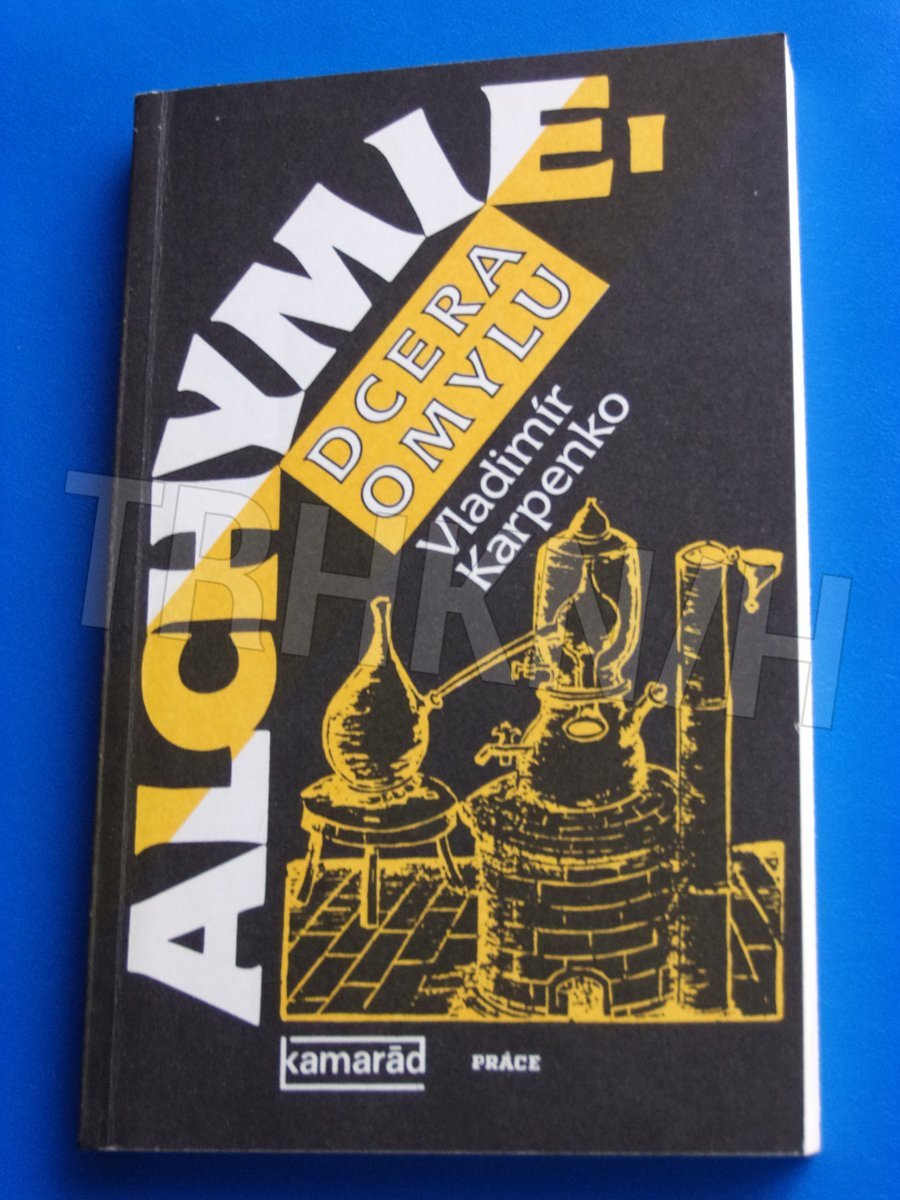 ALCHYMIE,
DCERA
OMYLU
Vladimír
Karpenko
TRHKNIH
kamarád
PRÁCE